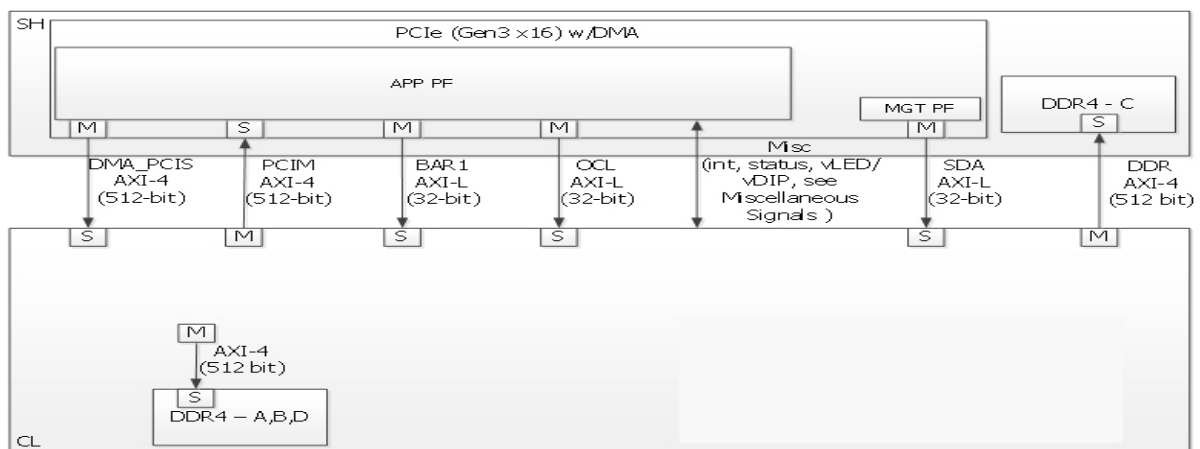 SH
PCIe (Gen3 x16) w/DMA
APP PF
MGT PF
DDR4 - C
M
S
M
M
M
S
Misc
DMA_PCIS
AXI-4
(512-bit)
PCIM
AXI-4
(512-bit)
BAR1
AXI-L
(32-bit)
OCL
AXI-L
(32-bit)
(int, status, vLED/
vDIP, see
Miscellaneous
Signals )
SDA
AXI-L
(32-bit)
DDR
AXI-4
(512 bit)
S
M
S
S
S
M
M
AXI-4
(512 bit)
S
DDR4 – A,B,D
CL